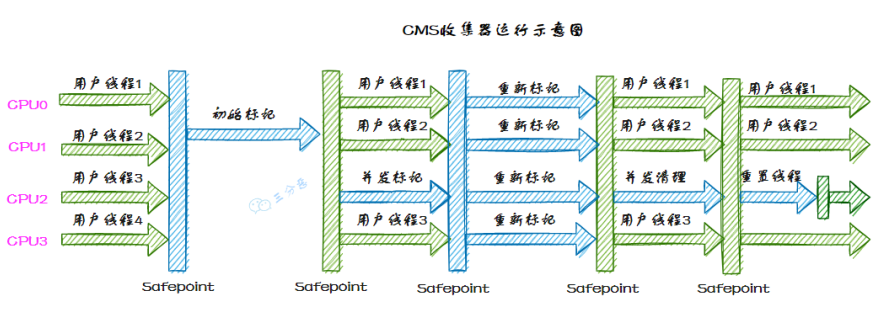 CMS收集器运行示意图
用户线程1 用户线程1 重新标记 用户线程1 用户线程1
CPU0
初始标记
用户线程2 用户线程2 重新标记 用户线程2 用户线程2
CPU1
用户线程3 并发标记 重新标记 并发清理 重置线程
CPU2
三分恶
用户线程4 用户线程3 重新标记 用户线程3
CPU3
Safepoint Safepoint Safepoint Safepoint Safepoint